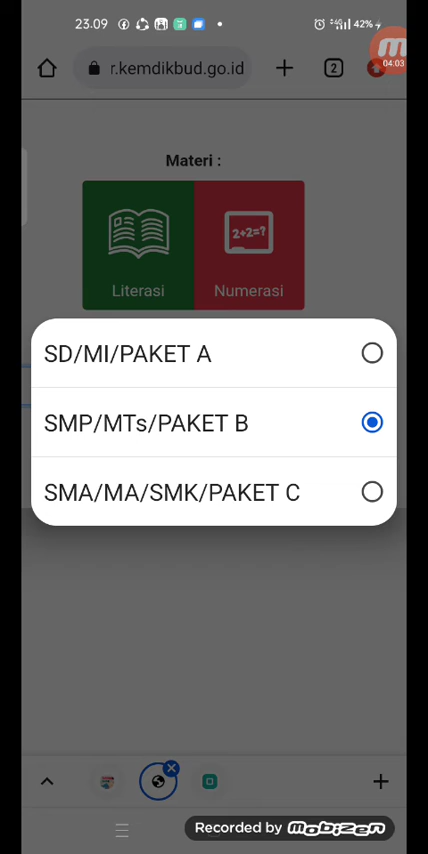 23.09
42%
r.kemdikbud.go.id
2
04:03
Materi :
2+2=?
Literasi
Numerasi
SD/MI/PAKET A
SMP/MTs/PAKET B
SMA/MA/SMK/PAKET C
Recorded by mobizen